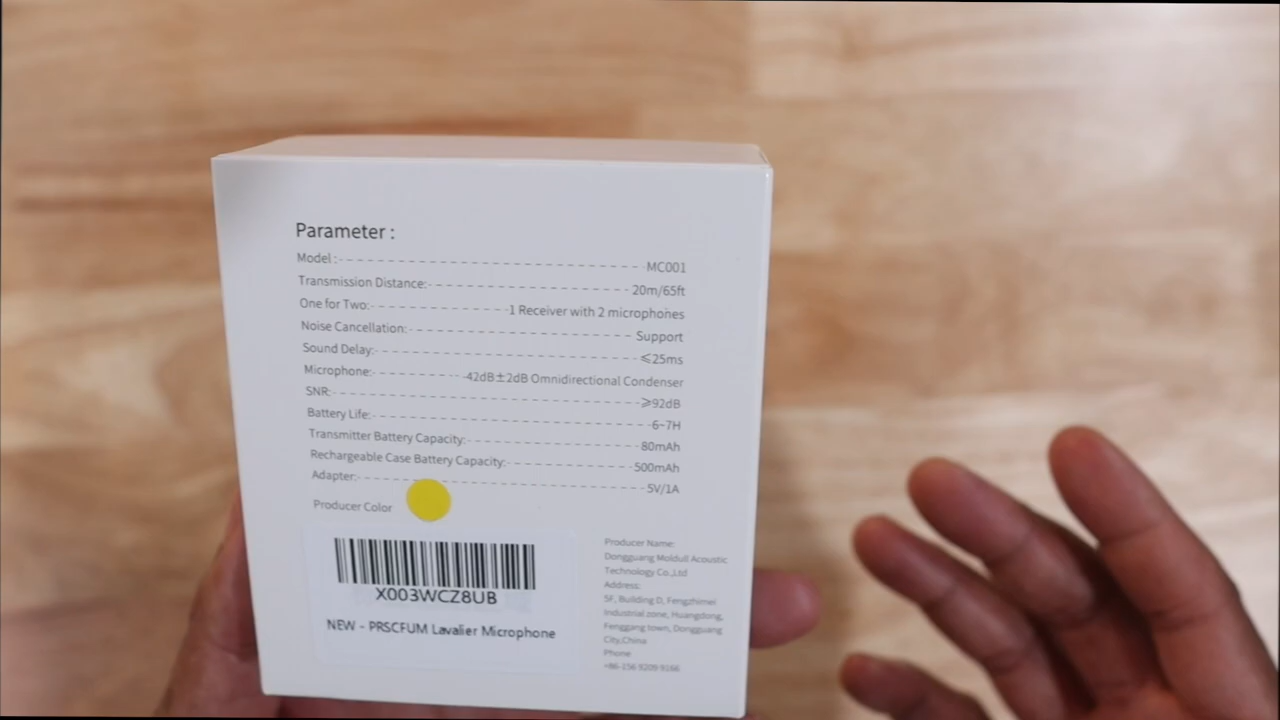 Parameter :
Model : MC001
Transmission Distance: 20m/65ft
One for Two: 1 Receiver with 2 microphones
Noise Cancellation: Support
Sound Delay: ⩽25ms
Microphone: -42dB±2dB Omnidirectional Condenser
SNR: ⩾92dB
Battery Life: 6-7H
Transmitter Battery Capacity: 80mAh
Rechargeable Case Battery Capacity: 500mAh
Adapter: 5V/1A
Producer Color
X003WCZ8UB
NEW - PRSCFUM Lavalier Microphone
Producer Name:
Dongguang Moldull Acoustic
Technology Co.,Ltd
Address:
5F, Building D, Fengzhimei
Industrial zone, Huangdong,
Fenggang town, Dongguang
City,China
Phone
+86-156 9209 9166